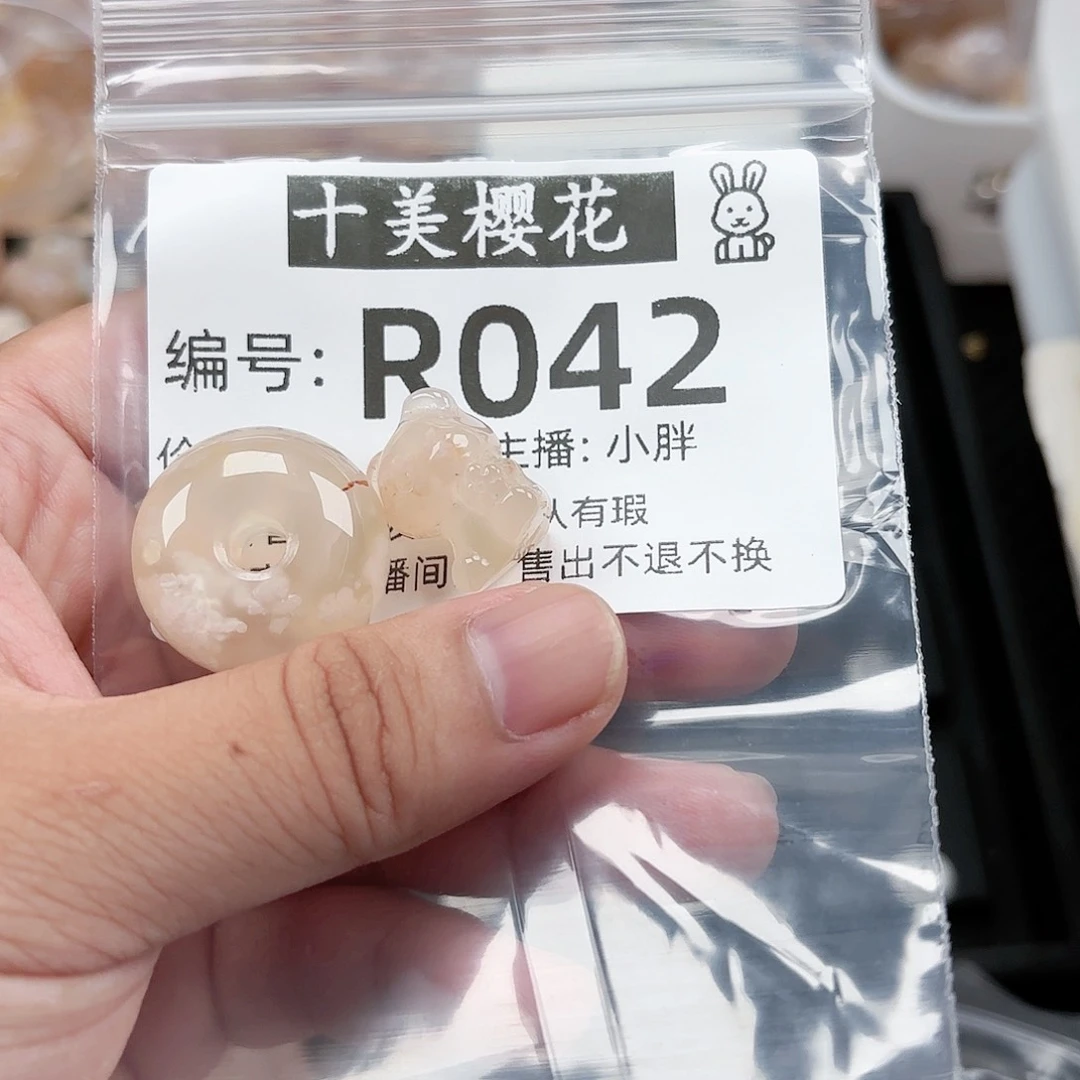 十美樱花
编号: R042
主播: 小胖
有瑕
播间 售出不退不换